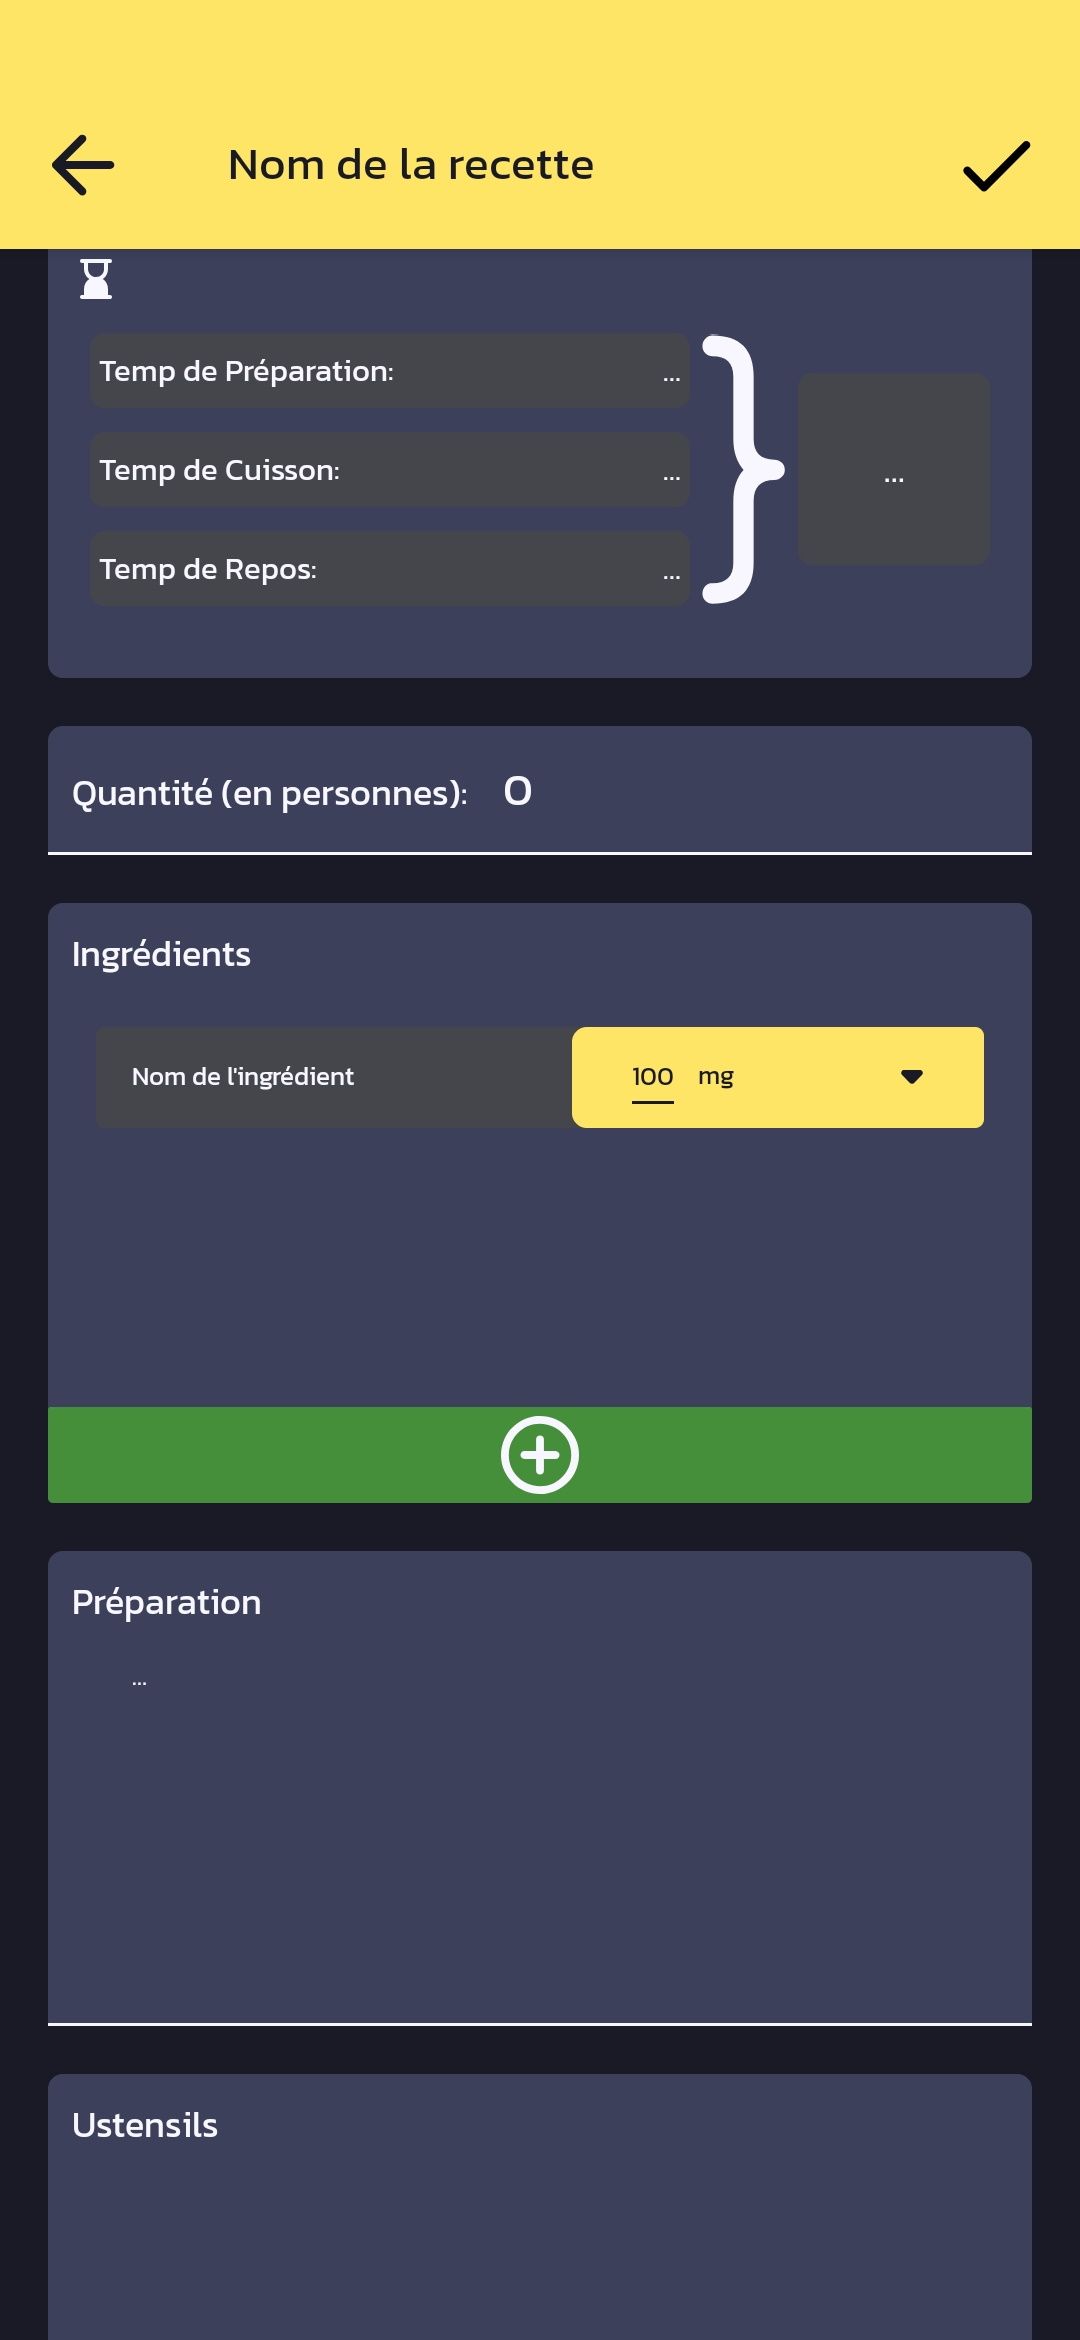 Nom de la recette
Temp de Préparation: ...
...
Temp de Cuisson: ...
Temp de Repos: ...
Quantité (en personnes): 0
Ingrédients
Nom de l'ingrédient 100 mg
Préparation
...
Ustensils